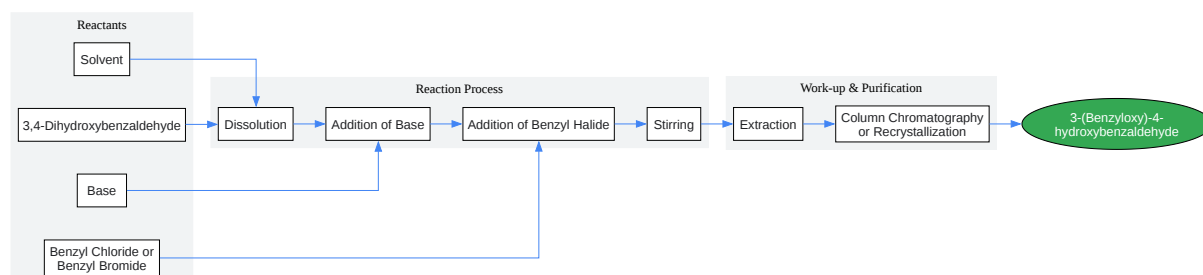 Reactants
Solvent
3,4-Dihydroxybenzaldehyde
Base
Benzyl Chloride or
Benzyl Bromide
Reaction Process
Dissolution
Addition of Base
Addition of Benzyl Halide
Stirring
Work-up & Purification
Extraction
Column Chromatography
or Recrystallization
3-(Benzyloxy)-4-
hydroxybenzaldehyde